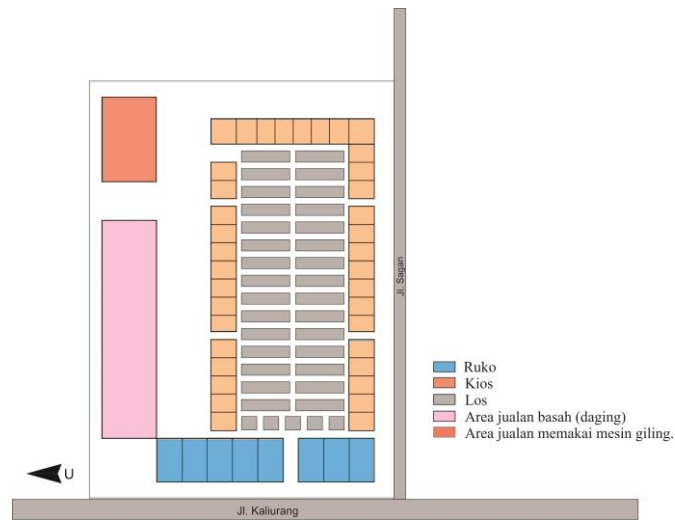 Jl. Sagan
Ruko
Kios
Los
Area jualan basah (daging)
Area jualan memakai mesin giling.
U
Jl. Kaliurang